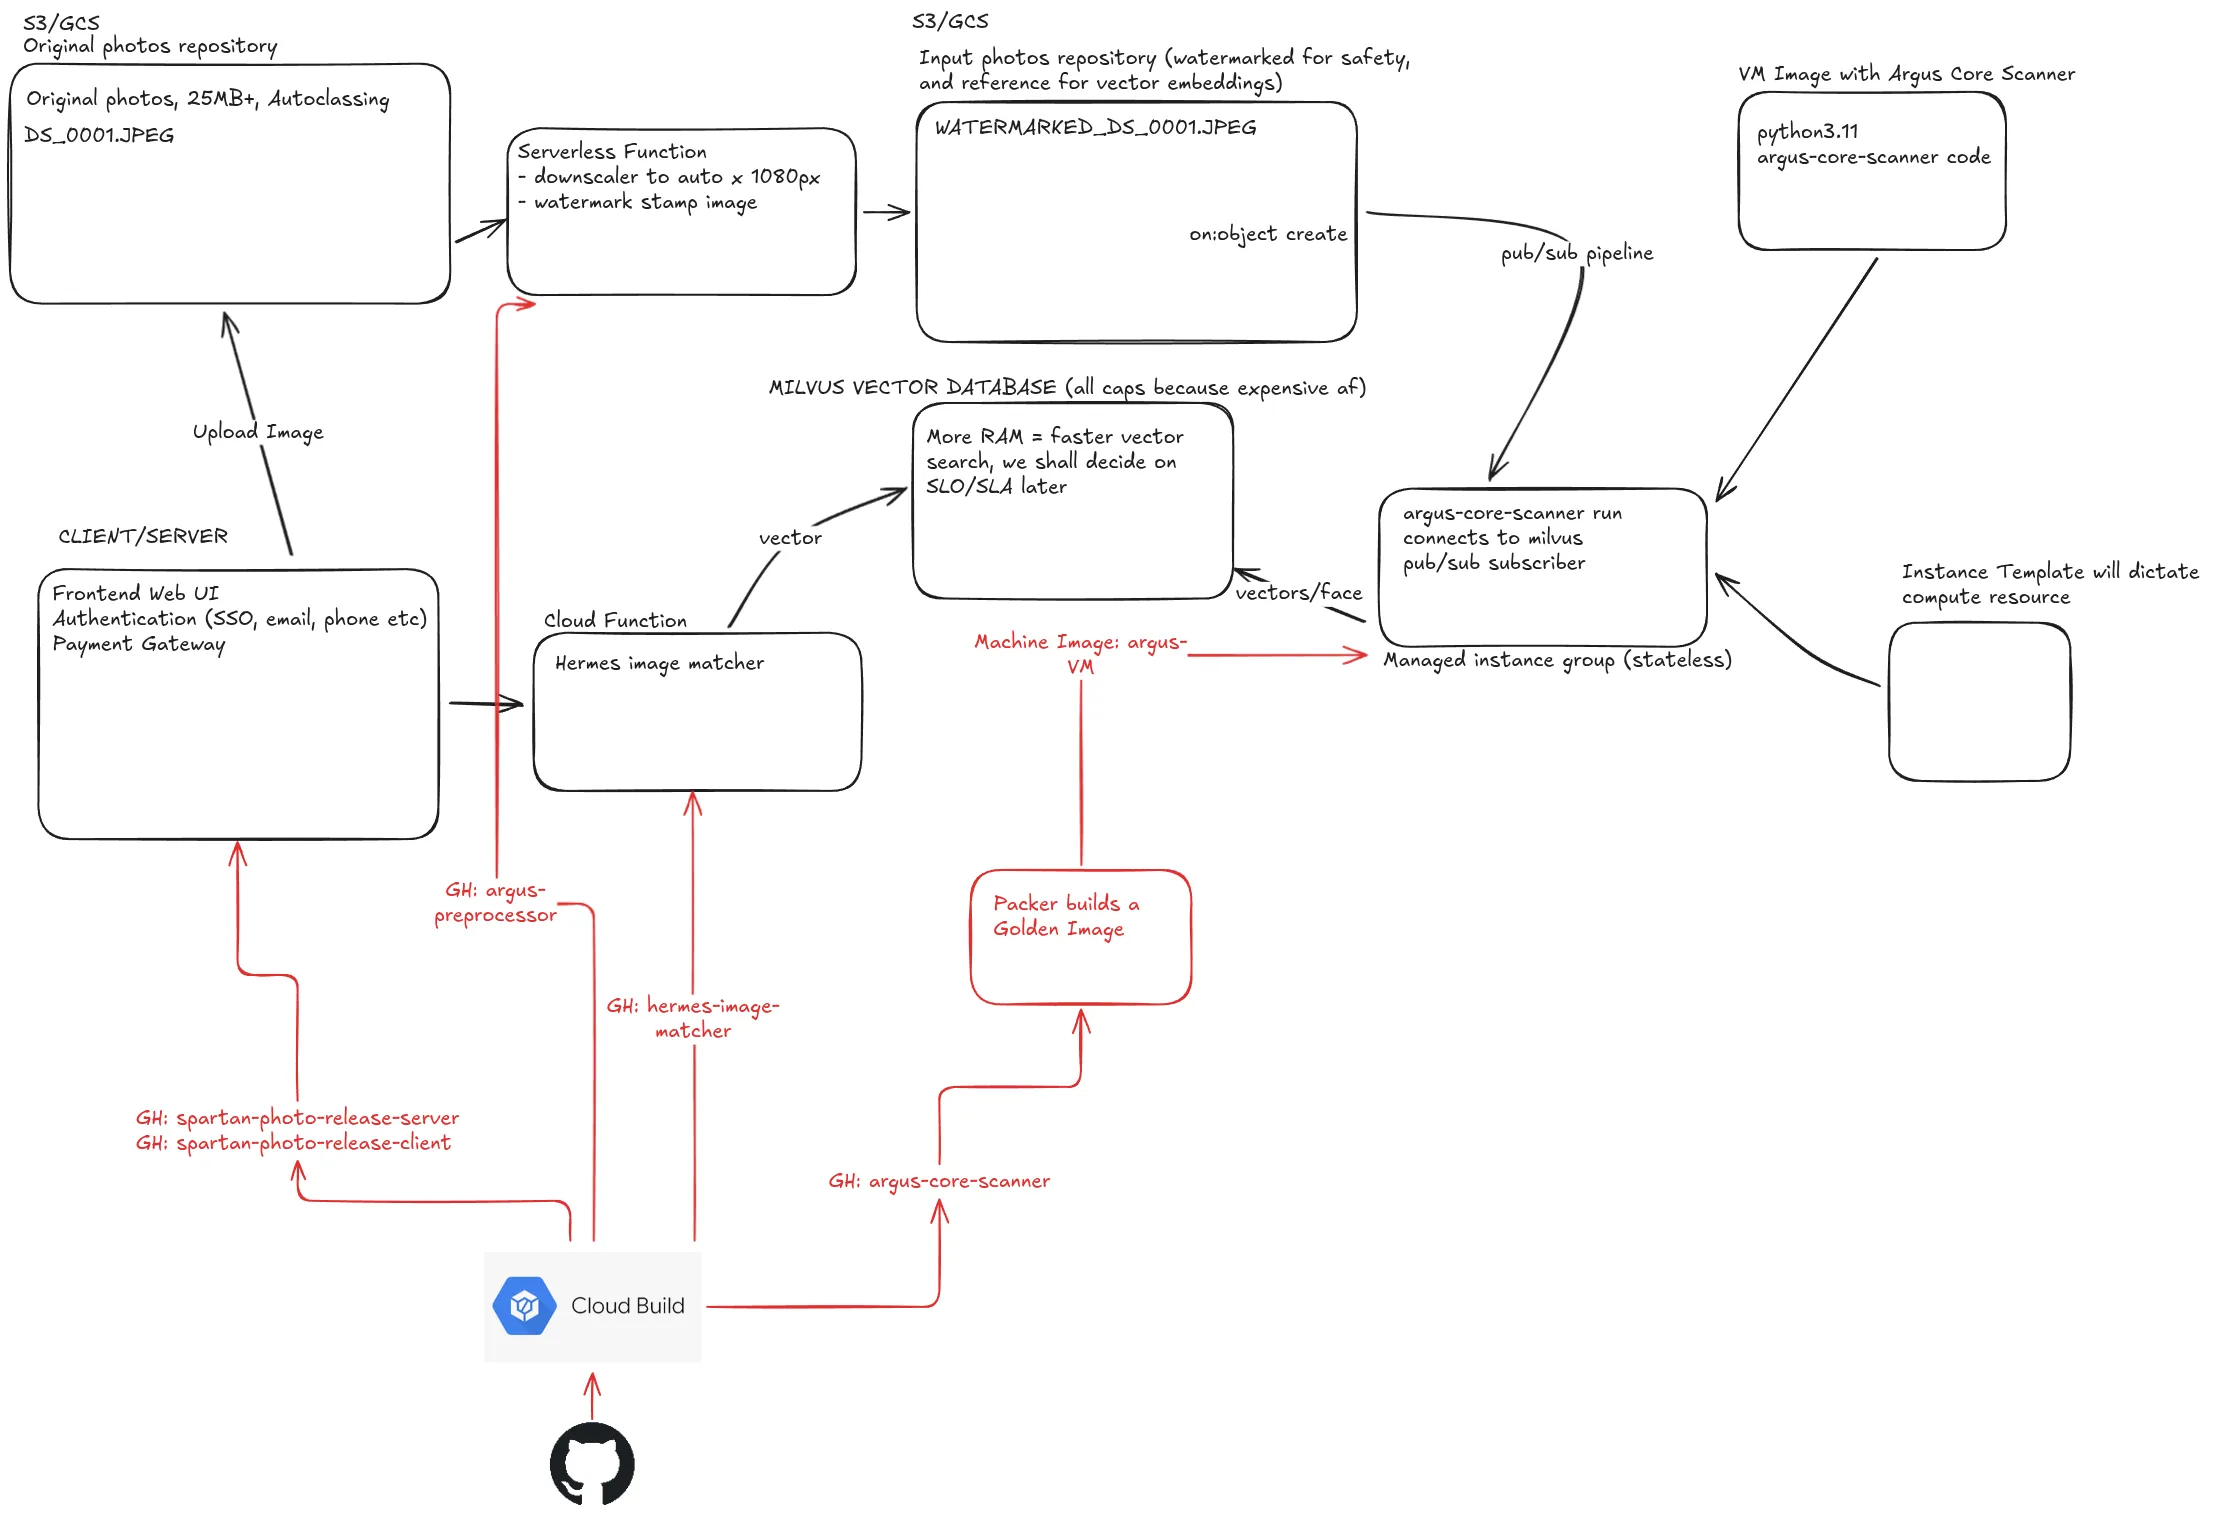 S3/GCS
Original photos repository
Original photos, 25MB+, Autoclassing
DS_0001.JPEG
Serverless Function
- downscaler to auto x 1080px
- watermark stamp image
S3/GCS
Input photos repository (watermarked for safety,
and reference for vector embeddings)
WATERMARKED_DS_0001.JPEG
on:object create
pub/sub pipeline
VM Image with Argus Core Scanner
python3.11
argus-core-scanner code
Upload Image
MILVUS VECTOR DATABASE (all caps because expensive af)
More RAM = faster vector
search, we shall decide on
SLO/SLA later
vector
vectors/face
argus-core-scanner run
connects to milvus
pub/sub subscriber
Managed instance group (stateless)
Instance Template will dictate
compute resource
CLIENT/SERVER
Frontend Web UI
Authentication (SSO, email, phone etc)
Payment Gateway
Cloud Function
Hermes image matcher
Machine Image: argus-
VM
GH: argus-
preprocessor
Packer builds a
Golden Image
GH: hermes-image-
matcher
GH: spartan-photo-release-server
GH: spartan-photo-release-client
GH: argus-core-scanner
Cloud Build